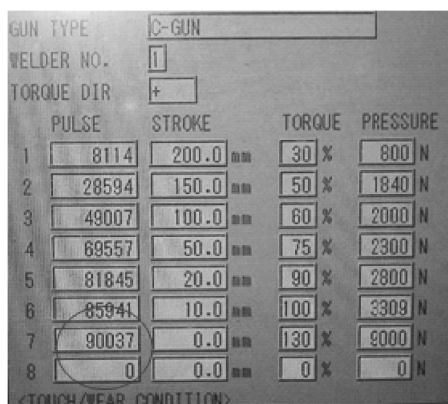 GUN TYPE C-GUN
WELDER NO. 1
TORQUE DIR +
PULSE STROKE TORQUE PRESSURE
1 8114 200.0 mm 30 % 800 N
2 28594 150.0 mm 50 % 1840 N
3 49007 100.0 mm 60 % 2000 N
4 69557 50.0 mm 75 % 2300 N
5 81845 20.0 mm 90 % 2800 N
6 85941 10.0 mm 100 % 3309 N
7 90037 0.0 mm 130 % 9000 N
8 0 0.0 mm 0 % 0 N
<TOUCH/WEAR CONDITION>